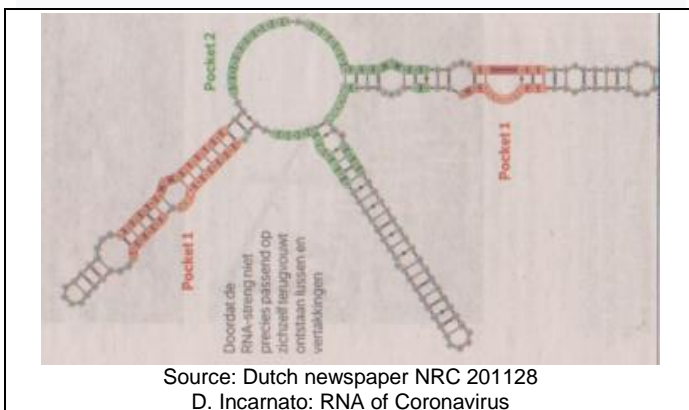 Pocket 2
Pocket 1
Pocket 1
Doordat de
RNA-streng niet
precies passend op
zichzelf terugvouwt
ontstaan lussen en
vertakkingen
Source: Dutch newspaper NRC 201128
D. Incarnato: RNA of Coronavirus